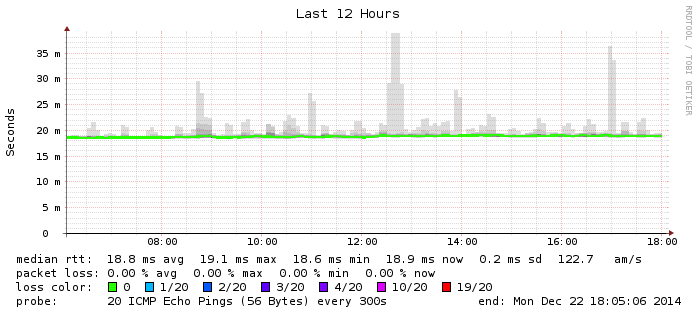 Last 12 Hours
RRDTOOL / TOBI OETIKER
Seconds
35 m
30 m
25 m
20 m
15 m
10 m
5 m
0
08:00 10:00 12:00 14:00 16:00 18:00
median rtt: 18.8 ms avg 19.1 ms max 18.6 ms min 18.9 ms now 0.2 ms sd 122.7 am/s
packet loss: 0.00 % avg 0.00 % max 0.00 % min 0.00 % now
loss color: 0 1/20 2/20 3/20 4/20 10/20 19/20
probe: 20 ICMP Echo Pings (56 Bytes) every 300s end: Mon Dec 22 18:05:06 2014